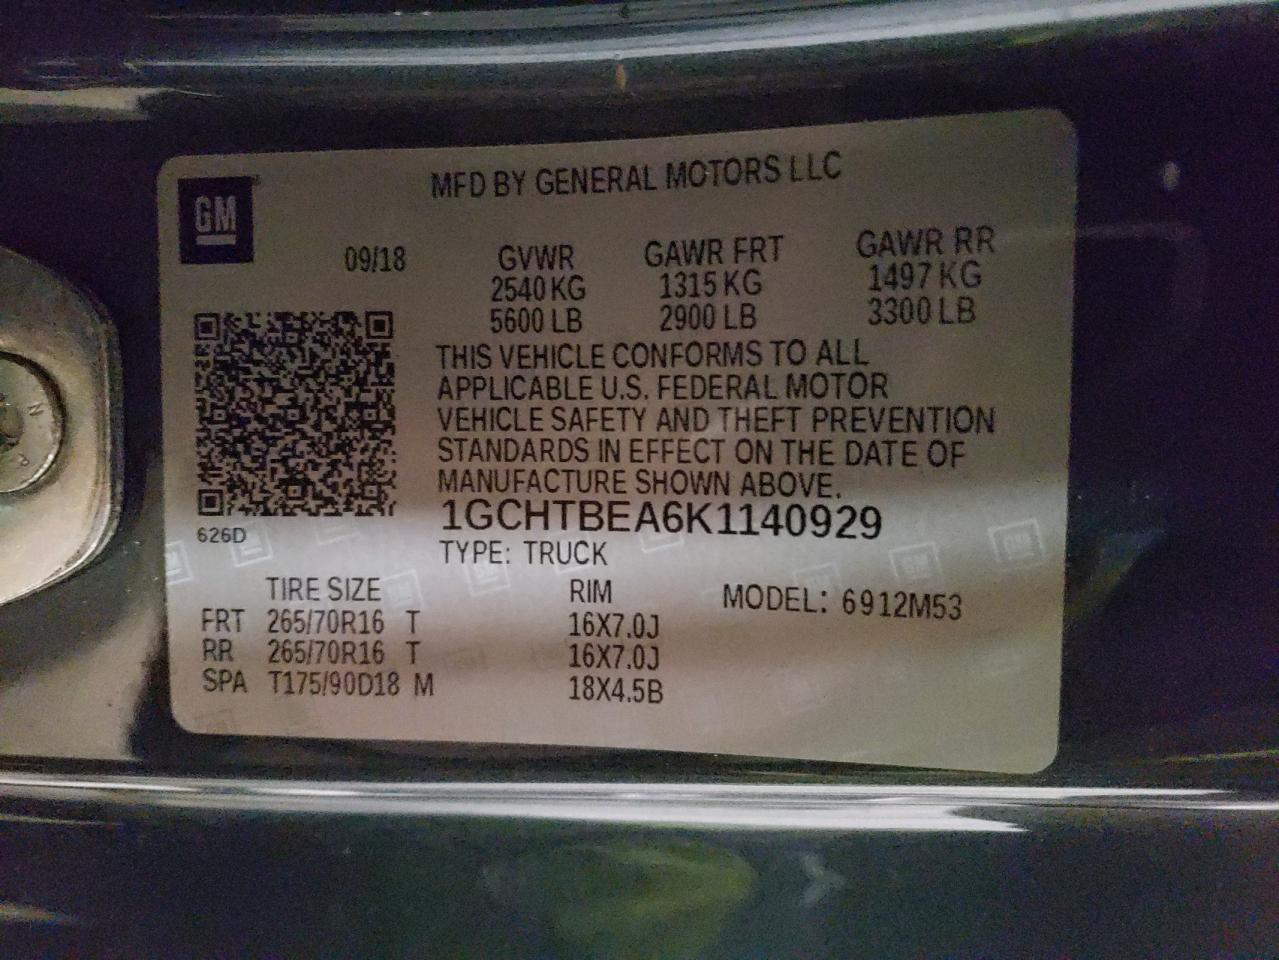 MFD BY GENERAL MOTORS LLC
GM
09/18 GVWR GAWR FRT GAWR RR
2540 KG 1315 KG 1497 KG
5600 LB 2900 LB 3300 LB
THIS VEHICLE CONFORMS TO ALL
APPLICABLE U.S. FEDERAL MOTOR
VEHICLE SAFETY AND THEFT PREVENTION
STANDARDS IN EFFECT ON THE DATE OF
MANUFACTURE SHOWN ABOVE.
1GCHTBEA6K1140929
626D
TYPE: TRUCK
TIRE SIZE RIM MODEL: 6912M53
FRT 265/70R16 T 16X7.0J
RR 265/70R16 T 16X7.0J
SPA T175/90D18 M 18X4.5B